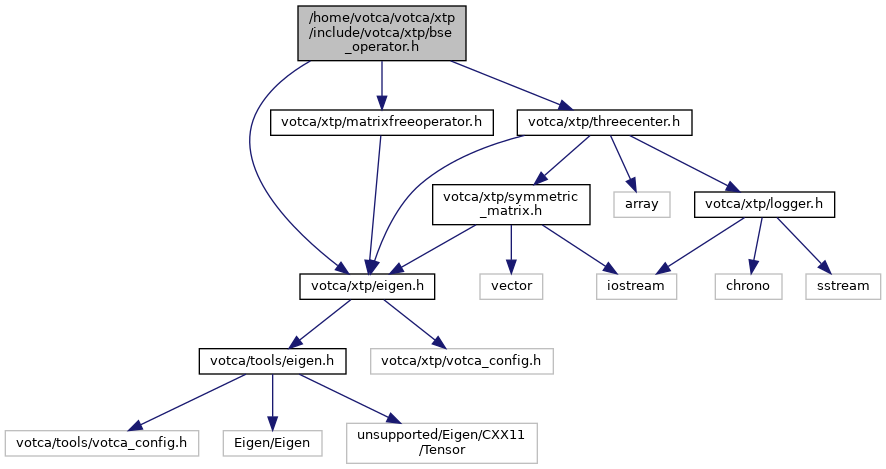 /home/votca/votca/xtp
/include/votca/xtp/bse
_operator.h
votca/xtp/matrixfreeoperator.h
votca/xtp/threecenter.h
votca/xtp/symmetric
_matrix.h
array
votca/xtp/logger.h
votca/xtp/eigen.h
vector
iostream
chrono
sstream
votca/tools/eigen.h
votca/xtp/votca_config.h
votca/tools/votca_config.h
Eigen/Eigen
unsupported/Eigen/CXX11
/Tensor